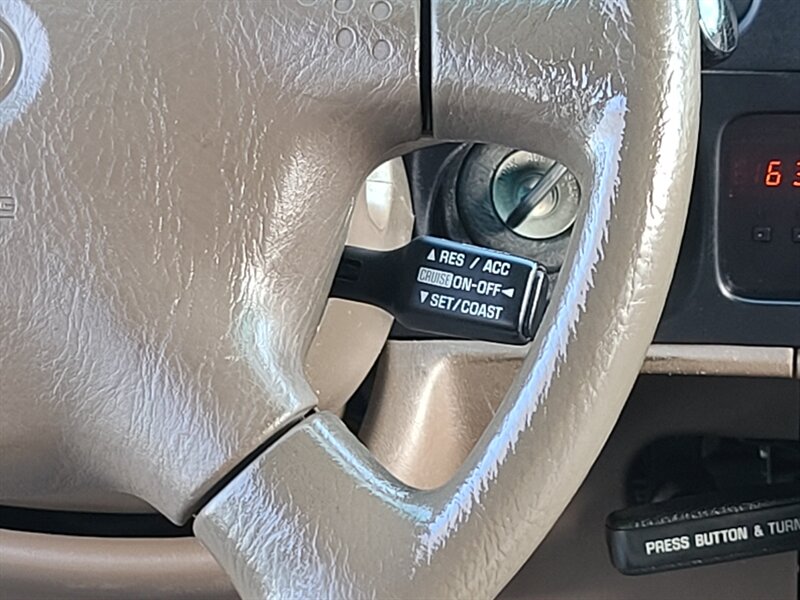 63
▲RES / ACC
CRUISE ON-OFF◄
▼SET/COAST
PRESS BUTTON & TURN